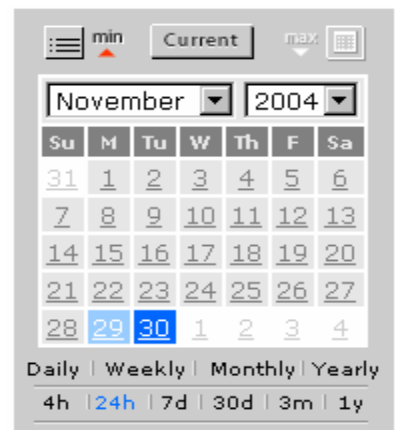 min Current max
November 2004
Su M Tu W Th F Sa
31 1 2 3 4 5 6
7 8 9 10 11 12 13
14 15 16 17 18 19 20
21 22 23 24 25 26 27
28 29 30 1 2 3 4
Daily | Weekly | Monthly | Yearly
4h | 24h | 7d | 30d | 3m | 1y